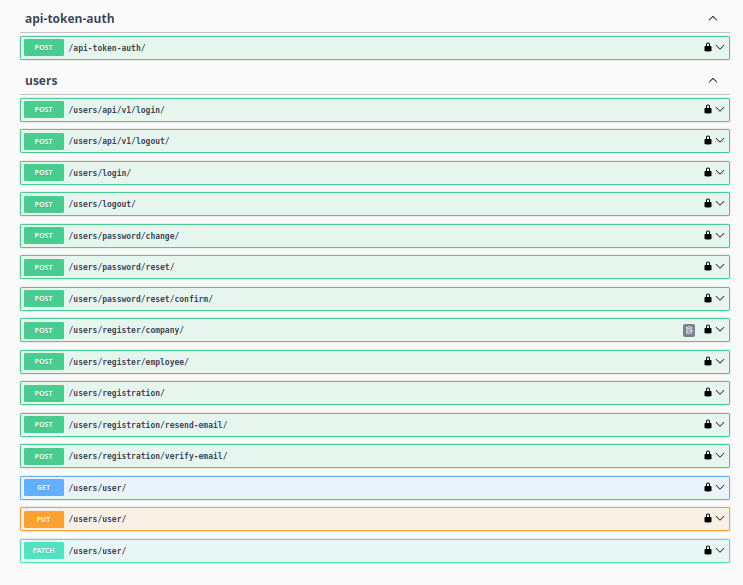 api-token-auth
POST /api-token-auth/
users
POST /users/api/v1/login/
POST /users/api/v1/logout/
POST /users/login/
POST /users/logout/
POST /users/password/change/
POST /users/password/reset/
POST /users/password/reset/confirm/
POST /users/register/company/
POST /users/register/employee/
POST /users/registration/
POST /users/registration/resend-email/
POST /users/registration/verify-email/
GET /users/user/
PUT /users/user/
PATCH /users/user/